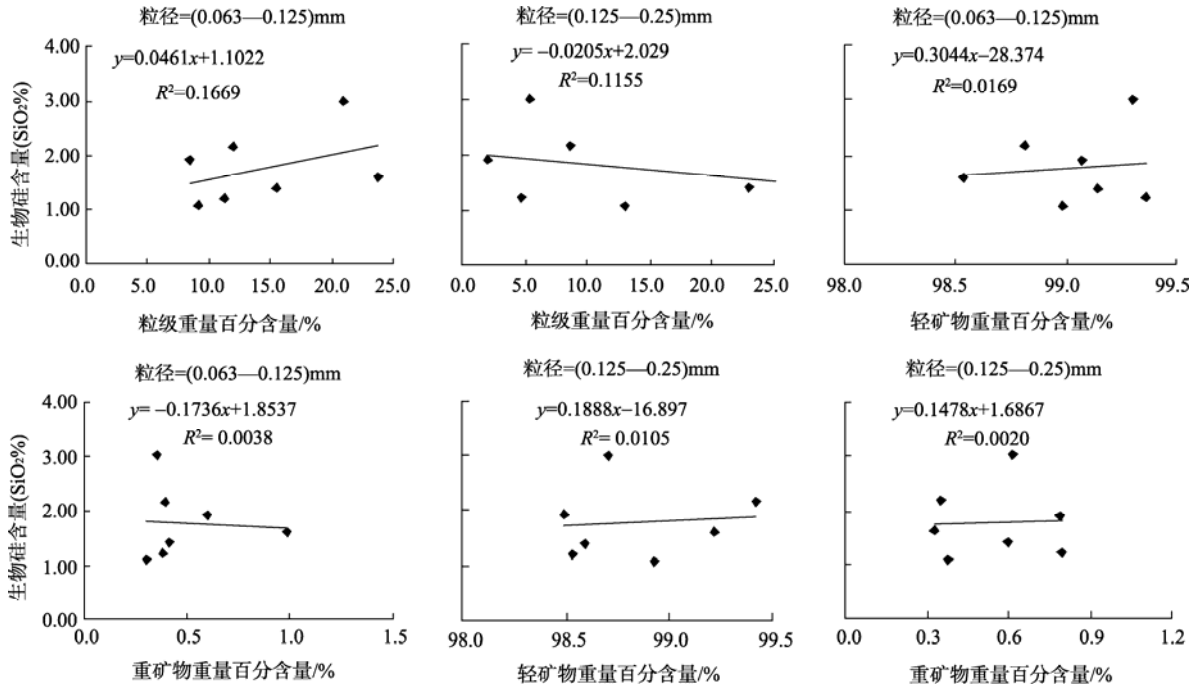 粒径=(0.063—0.125)mm
y=0.0461x+1.1022
R²=0.1669
生物硅含量(SiO₂%)
4.00
3.00
2.00
1.00
0.00
0.0 5.0 10.0 15.0 20.0 25.0
粒级重量百分含量/%
粒径=(0.125—0.25)mm
y= −0.0205x+2.029
R²=0.1155
0.0 5.0 10.0 15.0 20.0 25.0
粒级重量百分含量/%
粒径=(0.063—0.125)mm
y=0.3044x−28.374
R²=0.0169
98.0 98.5 99.0 99.5
轻矿物重量百分含量/%
粒径=(0.063—0.125)mm
y= −0.1736x+1.8537
R²= 0.0038
生物硅含量(SiO₂%)
4.00
3.00
2.00
1.00
0.00
0.0 0.5 1.0 1.5
重矿物重量百分含量/%
粒径=(0.125—0.25)mm
y=0.1888x−16.897
R²= 0.0105
98.0 98.5 99.0 99.5
轻矿物重量百分含量/%
粒径=(0.125—0.25)mm
y=0.1478x+1.6867
R²=0.0020
0.0 0.3 0.6 0.9 1.2
重矿物重量百分含量/%